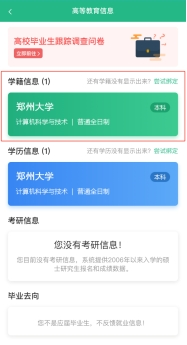 高等教育信息
高校毕业生跟踪调查问卷
立即前往 >
学籍信息 (1)
还有学籍没有显示出来? 尝试绑定
郑州大学
本科
计算机科学与技术 | 普通全日制
学历信息 (1)
还有学历没有显示出来? 尝试绑定
郑州大学
本科
计算机科学与技术 | 普通全日制
考研信息
您没有考研信息!
您目前没有考研信息,系统提供2006年以来入学的硕
士研究生报名和成绩数据。
毕业去向
您不是应届毕业生,不反馈就业信息!